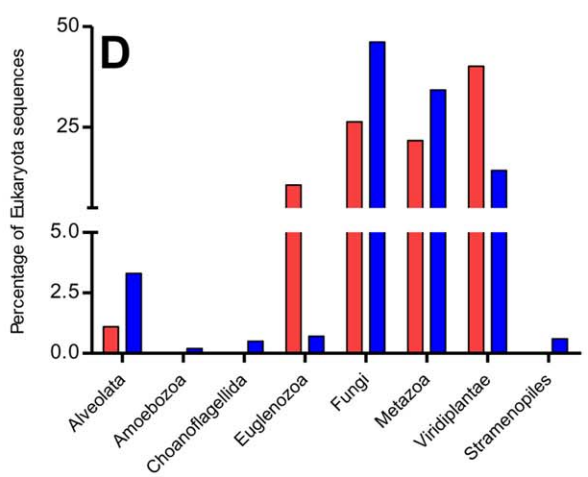 D
Percentage of Eukaryota sequences
50
25
5.0
2.5
0.0
Alveolata
Amoebozoa
Choanoflagellida
Euglenozoa
Fungi
Metazoa
Viridiplantae
Stramenopiles